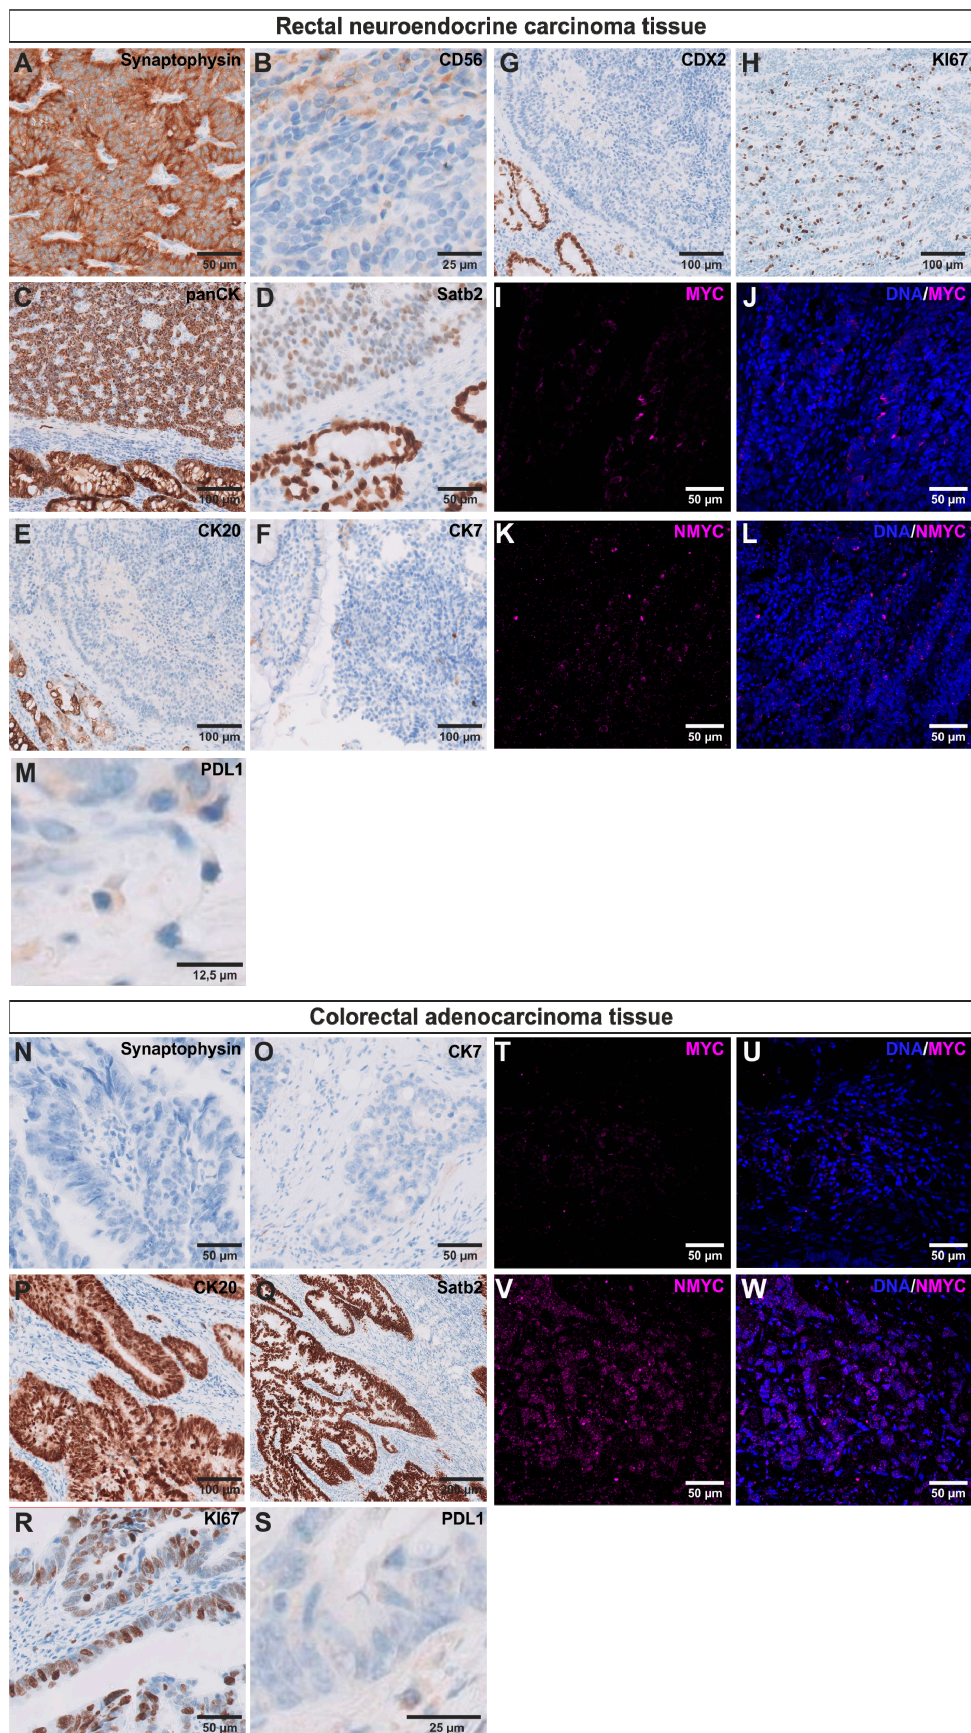 Rectal neuroendocrine carcinoma tissue
A Synaptophysin
50 µm
B CD56
25 µm
G CDX2
100 µm
H KI67
100 µm
C panCK
100 µm
D Satb2
50 µm
I MYC
50 µm
J DNA/MYC
50 µm
E CK20
100 µm
F CK7
100 µm
K NMYC
50 µm
L DNA/NMYC
50 µm
M PDL1
12,5 µm
Colorectal adenocarcinoma tissue
N Synaptophysin
50 µm
O CK7
50 µm
T MYC
50 µm
U DNA/MYC
50 µm
P CK20
100 µm
Q Satb2
200 µm
V NMYC
50 µm
W DNA/NMYC
50 µm
R KI67
50 µm
S PDL1
25 µm